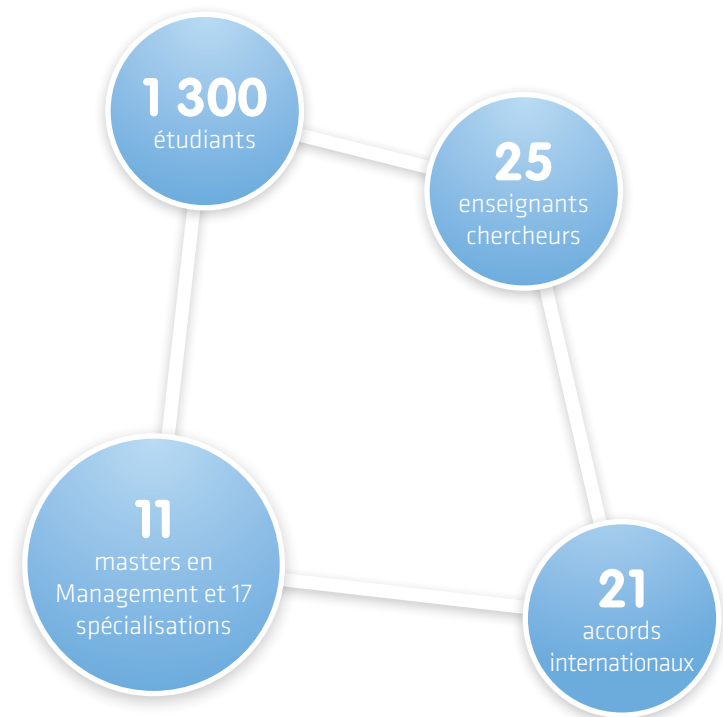 1 300
étudiants
25
enseignants
chercheurs
11
masters en
Management et 17
spécialisations
21
accords
internationaux